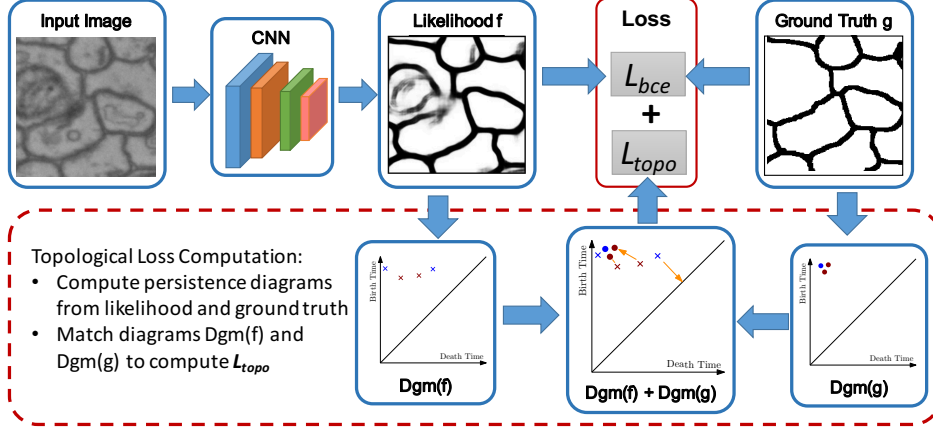 Input Image
CNN
Likelihood f
Loss
Ground Truth g
L_bce
+
L_topo
Topological Loss Computation:
• Compute persistence diagrams
from likelihood and ground truth
• Match diagrams Dgm(f) and
Dgm(g) to compute L_topo
Birth Time
Death Time
Dgm(f)
Birth Time
Death Time
Dgm(f) + Dgm(g)
Birth Time
Death Time
Dgm(g)